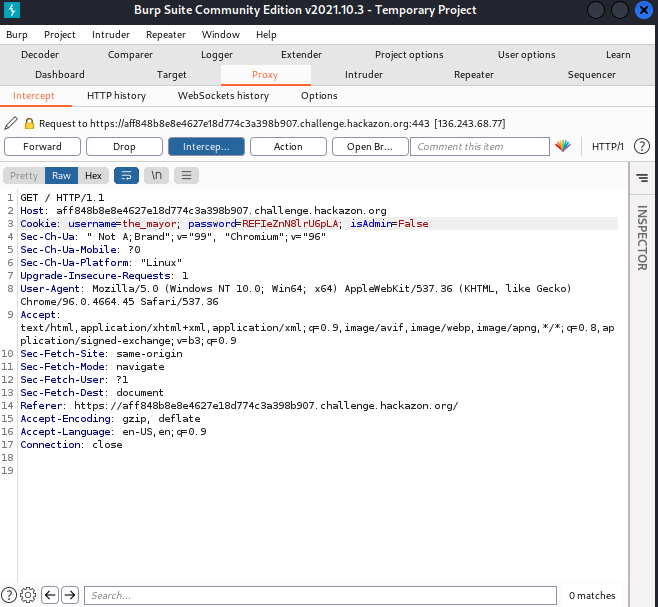 Burp Suite Community Edition v2021.10.3 - Temporary Project
Burp Project Intruder Repeater Window Help
Decoder Comparer Logger Extender Project options User options Learn
Dashboard Target Proxy Intruder Repeater Sequencer
Intercept HTTP history WebSockets history Options
Request to https://aff848b8e8e4627e18d774c3a398b907.challenge.hackazon.org:443 [136.243.68.77]
Forward Drop Intercep... Action Open Br... Comment this item HTTP/1 ?
Pretty Raw Hex \n
1 GET / HTTP/1.1
2 Host: aff848b8e8e4627e18d774c3a398b907.challenge.hackazon.org
3 Cookie: username=the_mayor; password=REFIeZnN8lrU6pLA; isAdmin=False
4 Sec-Ch-Ua: " Not A;Brand";v="99", "Chromium";v="96"
5 Sec-Ch-Ua-Mobile: ?0
6 Sec-Ch-Ua-Platform: "Linux"
7 Upgrade-Insecure-Requests: 1
8 User-Agent: Mozilla/5.0 (Windows NT 10.0; Win64; x64) AppleWebKit/537.36 (KHTML, like Gecko)
Chrome/96.0.4664.45 Safari/537.36
9 Accept:
text/html,application/xhtml+xml,application/xml;q=0.9,image/avif,image/webp,image/apng,*/*;q=0.8,ap
plication/signed-exchange;v=b3;q=0.9
10 Sec-Fetch-Site: same-origin
11 Sec-Fetch-Mode: navigate
12 Sec-Fetch-User: ?1
13 Sec-Fetch-Dest: document
14 Referer: https://aff848b8e8e4627e18d774c3a398b907.challenge.hackazon.org/
15 Accept-Encoding: gzip, deflate
16 Accept-Language: en-US,en;q=0.9
17 Connection: close
18
19
INSPECTOR
? Search... 0 matches